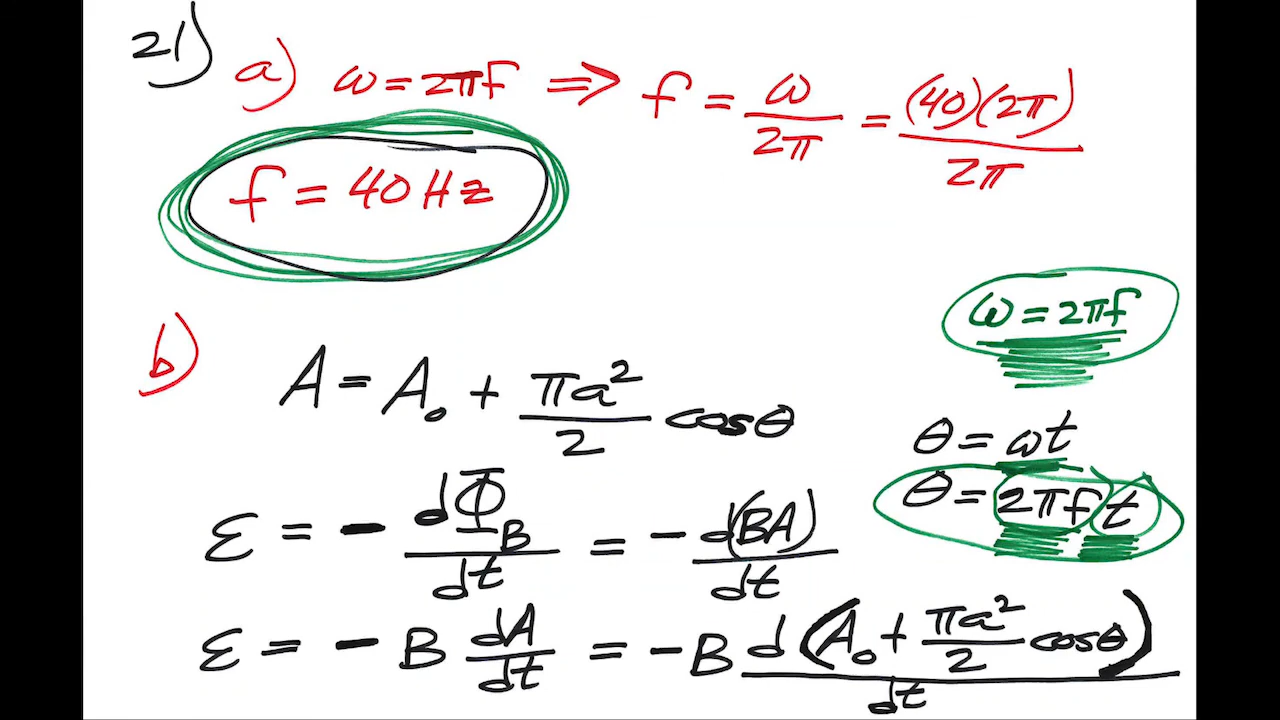 21)
a) ω = 2πf ⇒ f = ω/2π = (40)(2π)/2π
f = 40 Hz
ω = 2πf
b)
A = A₀ + πa²/2 cosθ
θ = ωt
θ = 2πf t
ε = - dΦ_B/dt = - d(BA)/dt
ε = - B dA/dt = - B d(A₀ + πa²/2 cosθ)/dt